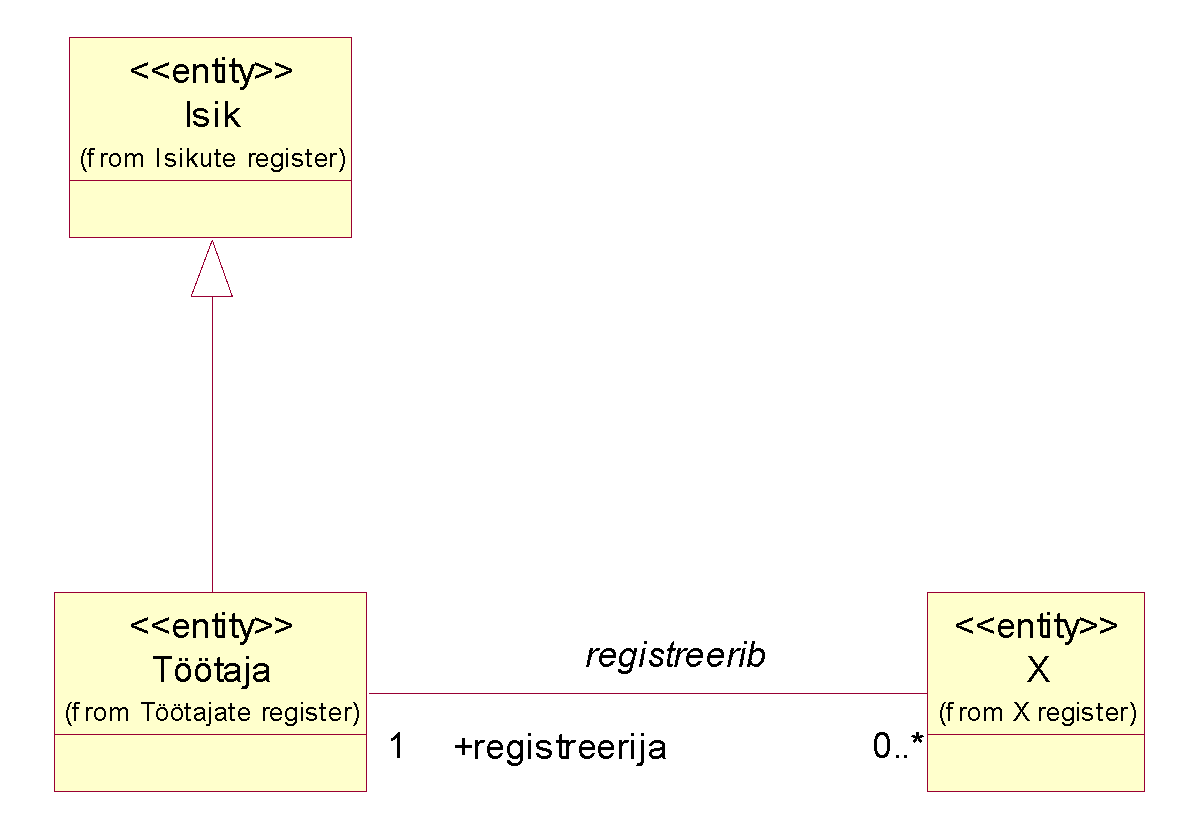 <<entity>>
Isik
(from Isikute register)
<<entity>>
Töötaja
(from Töötajate register)
registreerib
1 +registreerija 0..*
<<entity>>
X
(from X register)